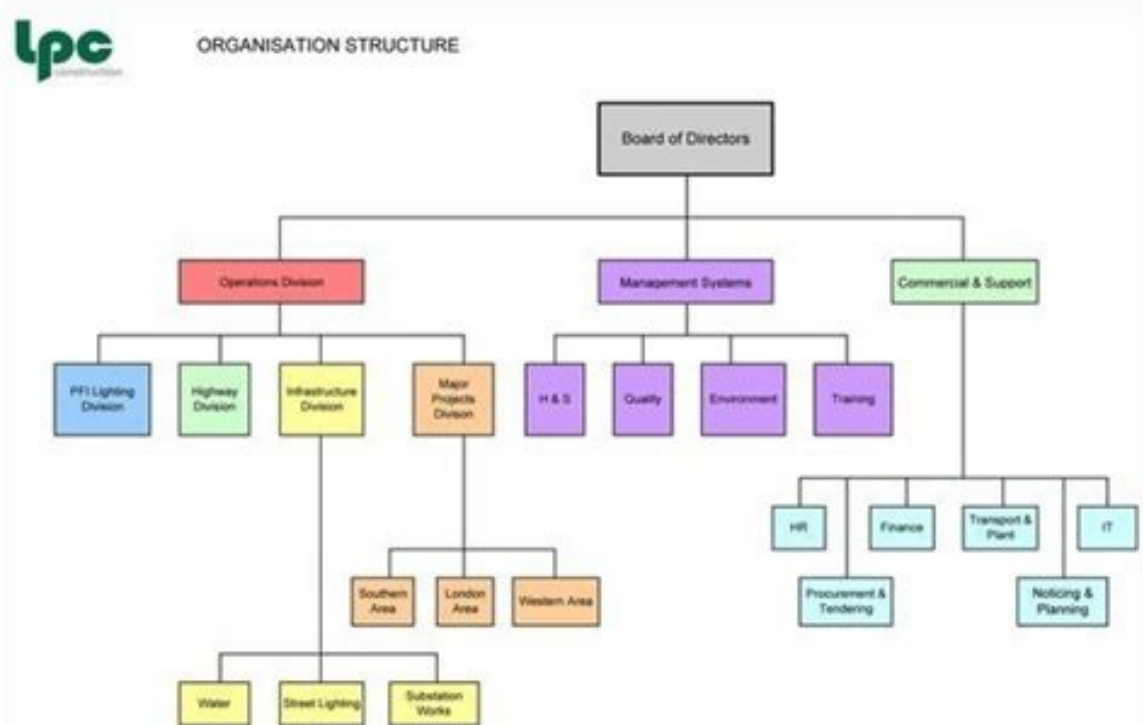 lpc
construction
ORGANISATION STRUCTURE
Board of Directors
Operations Division
Management Systems
Commercial & Support
PFI Lighting
Division
Highway
Division
Infrastructure
Division
Major
Projects
Divison
H & S
Quality
Environment
Training
HR
Finance
Transport &
Plant
IT
Southern
Area
London
Area
Western Area
Procurement &
Tendering
Noticing &
Planning
Water
Street Lighting
Substation
Works